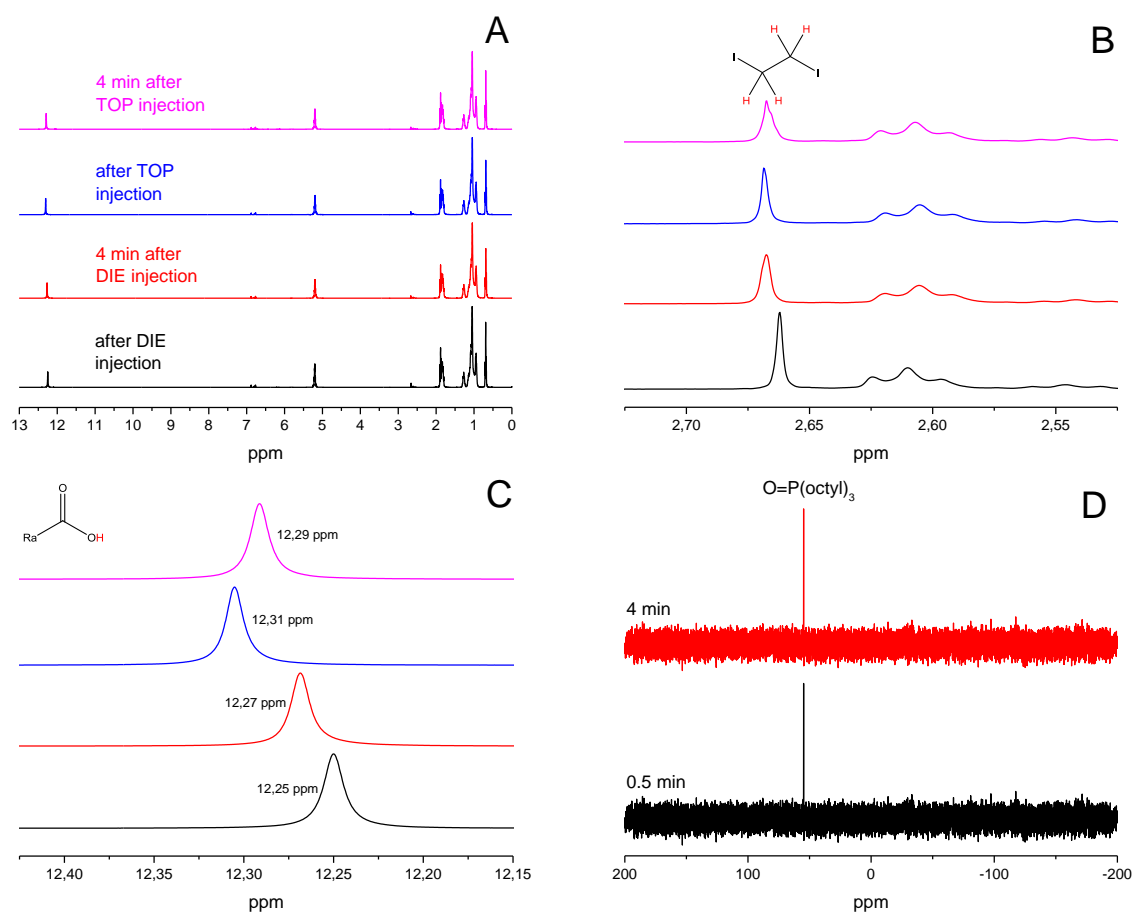 A
4 min after
TOP injection
after TOP
injection
4 min after
DIE injection
after DIE
injection
13 12 11 10 9 8 7 6 5 4 3 2 1 0
ppm
B
H H
I
I
H H
2,70 2,65 2,60 2,55
ppm
C
O
Ra
OH
12,29 ppm
12,31 ppm
12,27 ppm
12,25 ppm
12,40 12,35 12,30 12,25 12,20 12,15
ppm
D
O=P(octyl)3
4 min
0.5 min
200 100 0 -100 -200
ppm